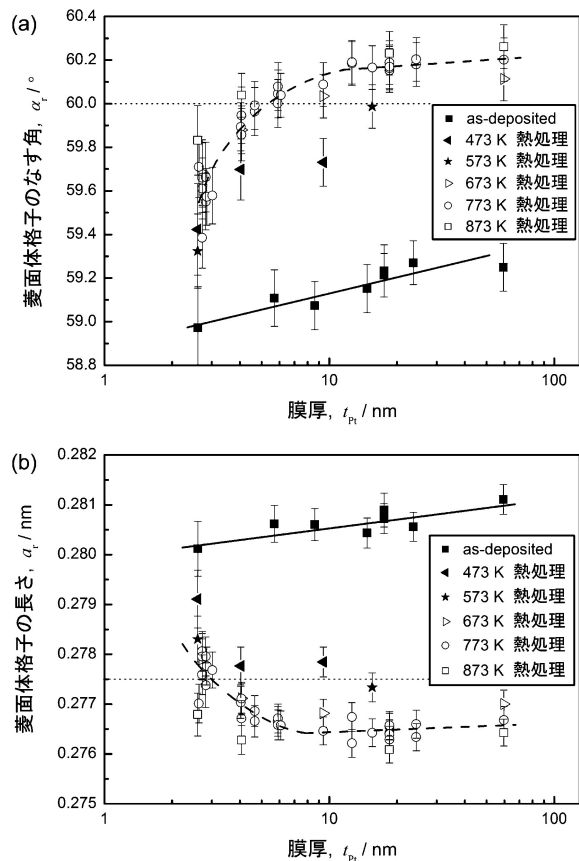 (a)
60.4
60.2
60.0
59.8
59.6
59.4
59.2
59.0
58.8
菱面体格子のなす角, αr / °
as-deposited
473 K 熱処理
573 K 熱処理
673 K 熱処理
773 K 熱処理
873 K 熱処理
1 10 100
膜厚, tPt / nm
(b)
0.282
0.281
0.280
0.279
0.278
0.277
0.276
0.275
菱面体格子の長さ, ar / nm
as-deposited
473 K 熱処理
573 K 熱処理
673 K 熱処理
773 K 熱処理
873 K 熱処理
1 10 100
膜厚, tPt / nm